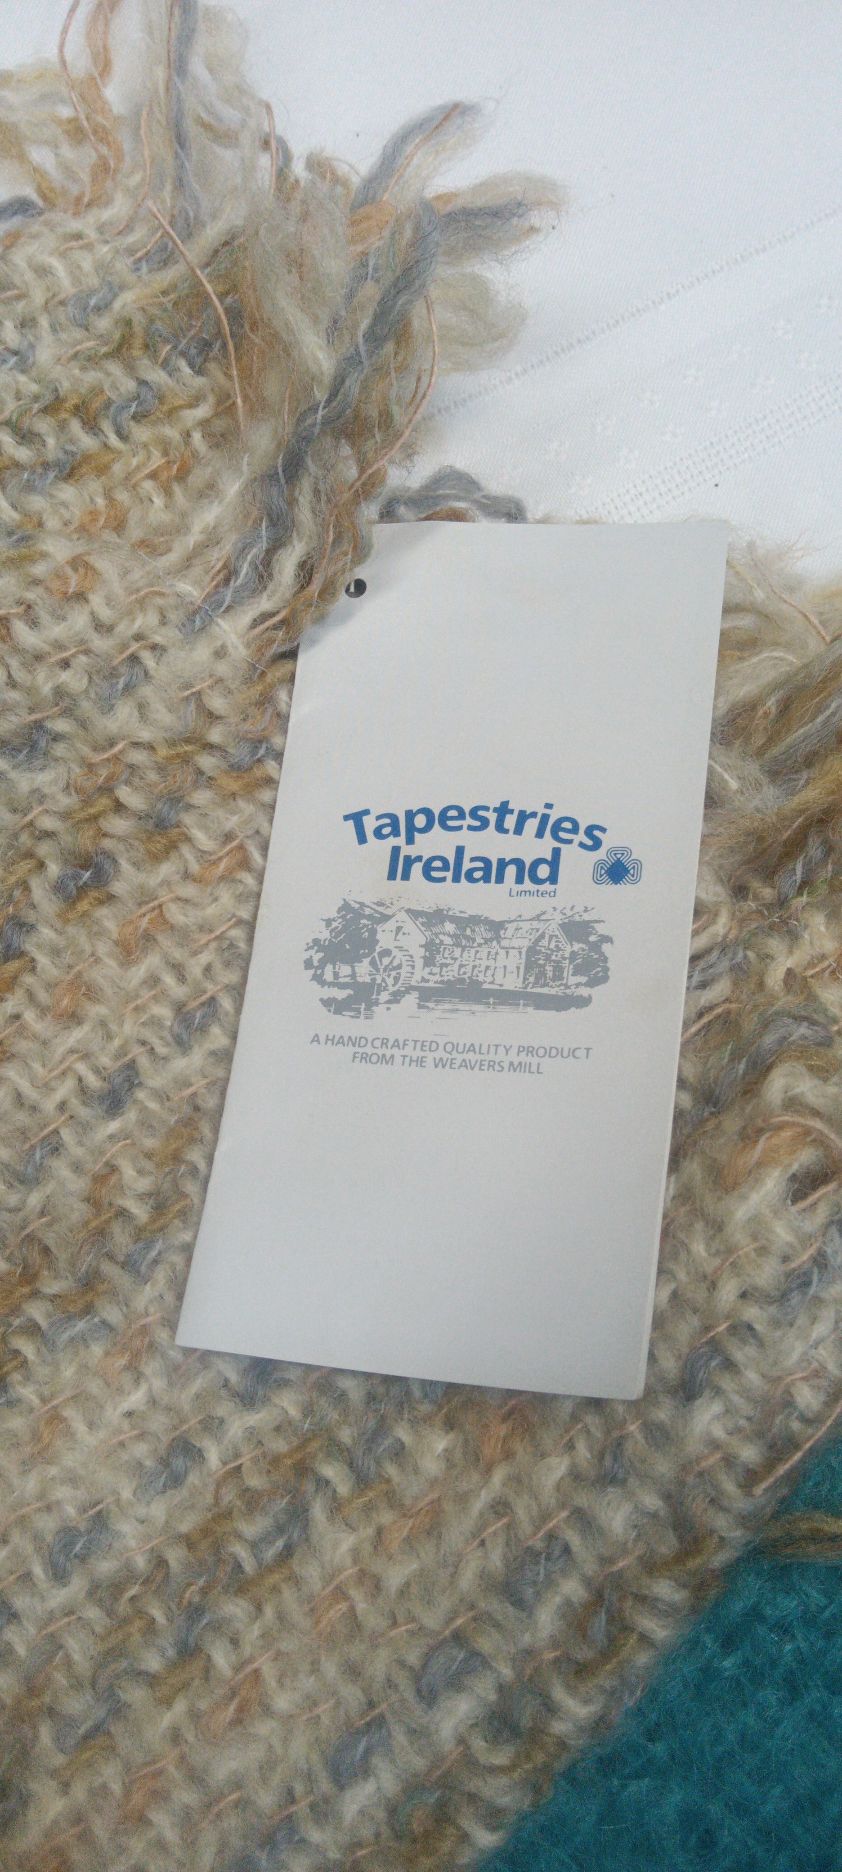 Tapestries
Ireland
Limited
A HAND CRAFTED QUALITY PRODUCT
FROM THE WEAVERS MILL